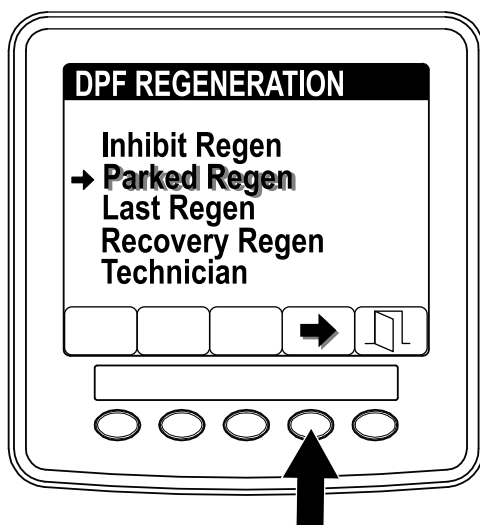 DPF REGENERATION
Inhibit Regen
Parked Regen
Last Regen
Recovery Regen
Technician